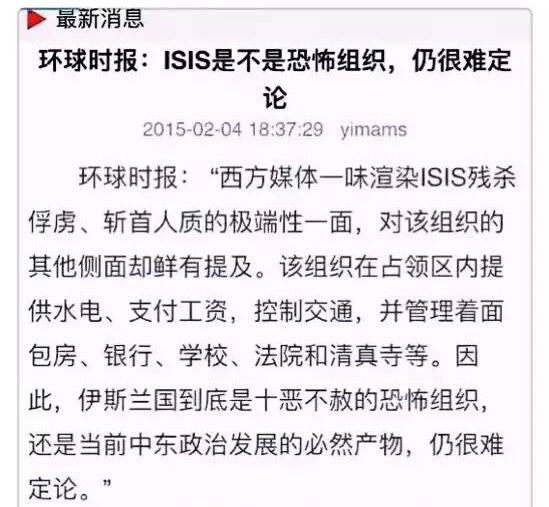 最新消息
环球时报：ISIS是不是恐怖组织，仍很难定
论
2015-02-04 18:37:29 yimams
环球时报：“西方媒体一味渲染ISIS残杀
俘虏、斩首人质的极端性一面，对该组织的
其他侧面却鲜有提及。该组织在占领区内提
供水电、支付工资，控制交通，并管理着面
包房、银行、学校、法院和清真寺等。因
此，伊斯兰国到底是十恶不赦的恐怖组织，
还是当前中东政治发展的必然产物，仍很难
定论。”